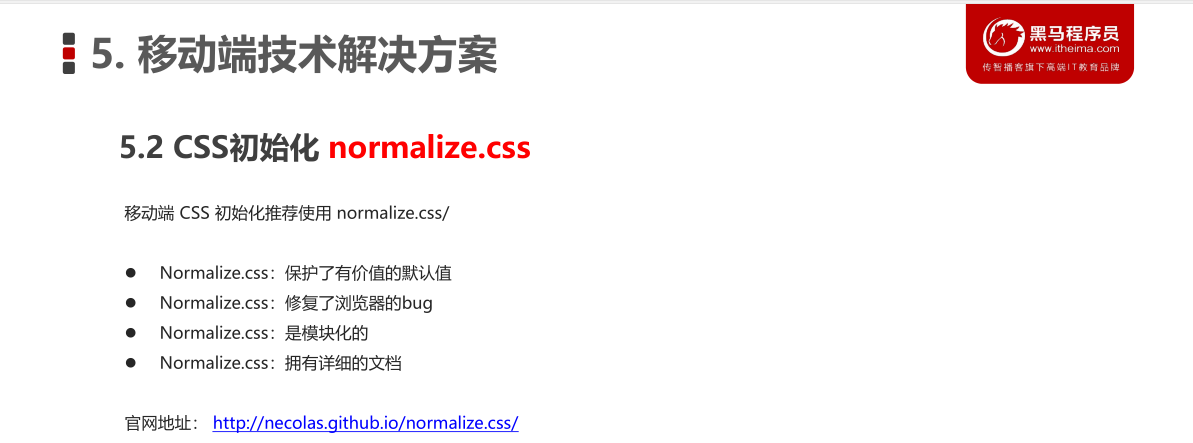 5. 移动端技术解决方案
黑马程序员
www.itheima.com
传智播客旗下高端IT教育品牌
5.2 CSS初始化 normalize.css
移动端 CSS 初始化推荐使用 normalize.css/
● Normalize.css：保护了有价值的默认值
● Normalize.css：修复了浏览器的bug
● Normalize.css：是模块化的
● Normalize.css：拥有详细的文档
官网地址： http://necolas.github.io/normalize.css/